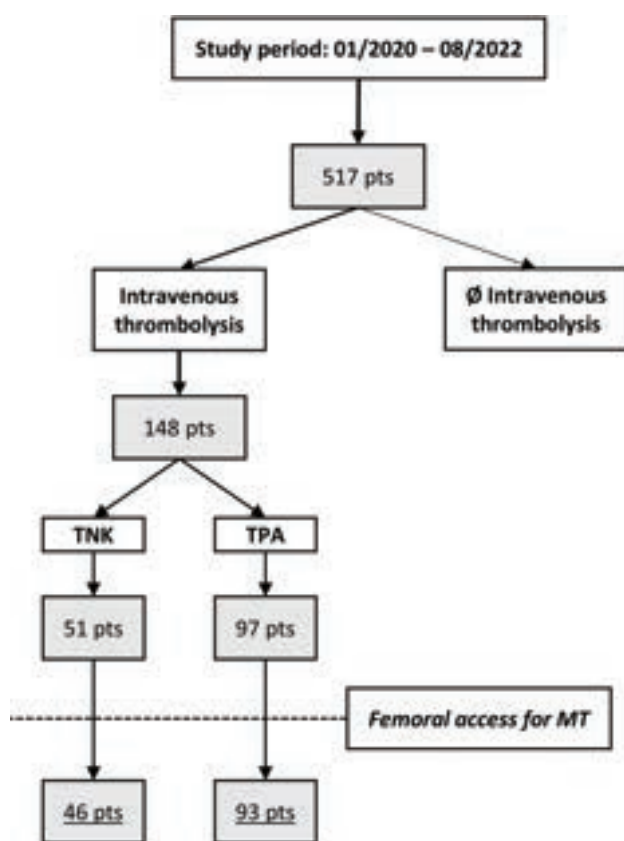 Study period: 01/2020 – 08/2022
517 pts
Intravenous
thrombolysis
Ø Intravenous
thrombolysis
148 pts
TNK
TPA
51 pts
97 pts
Femoral access for MT
46 pts
93 pts